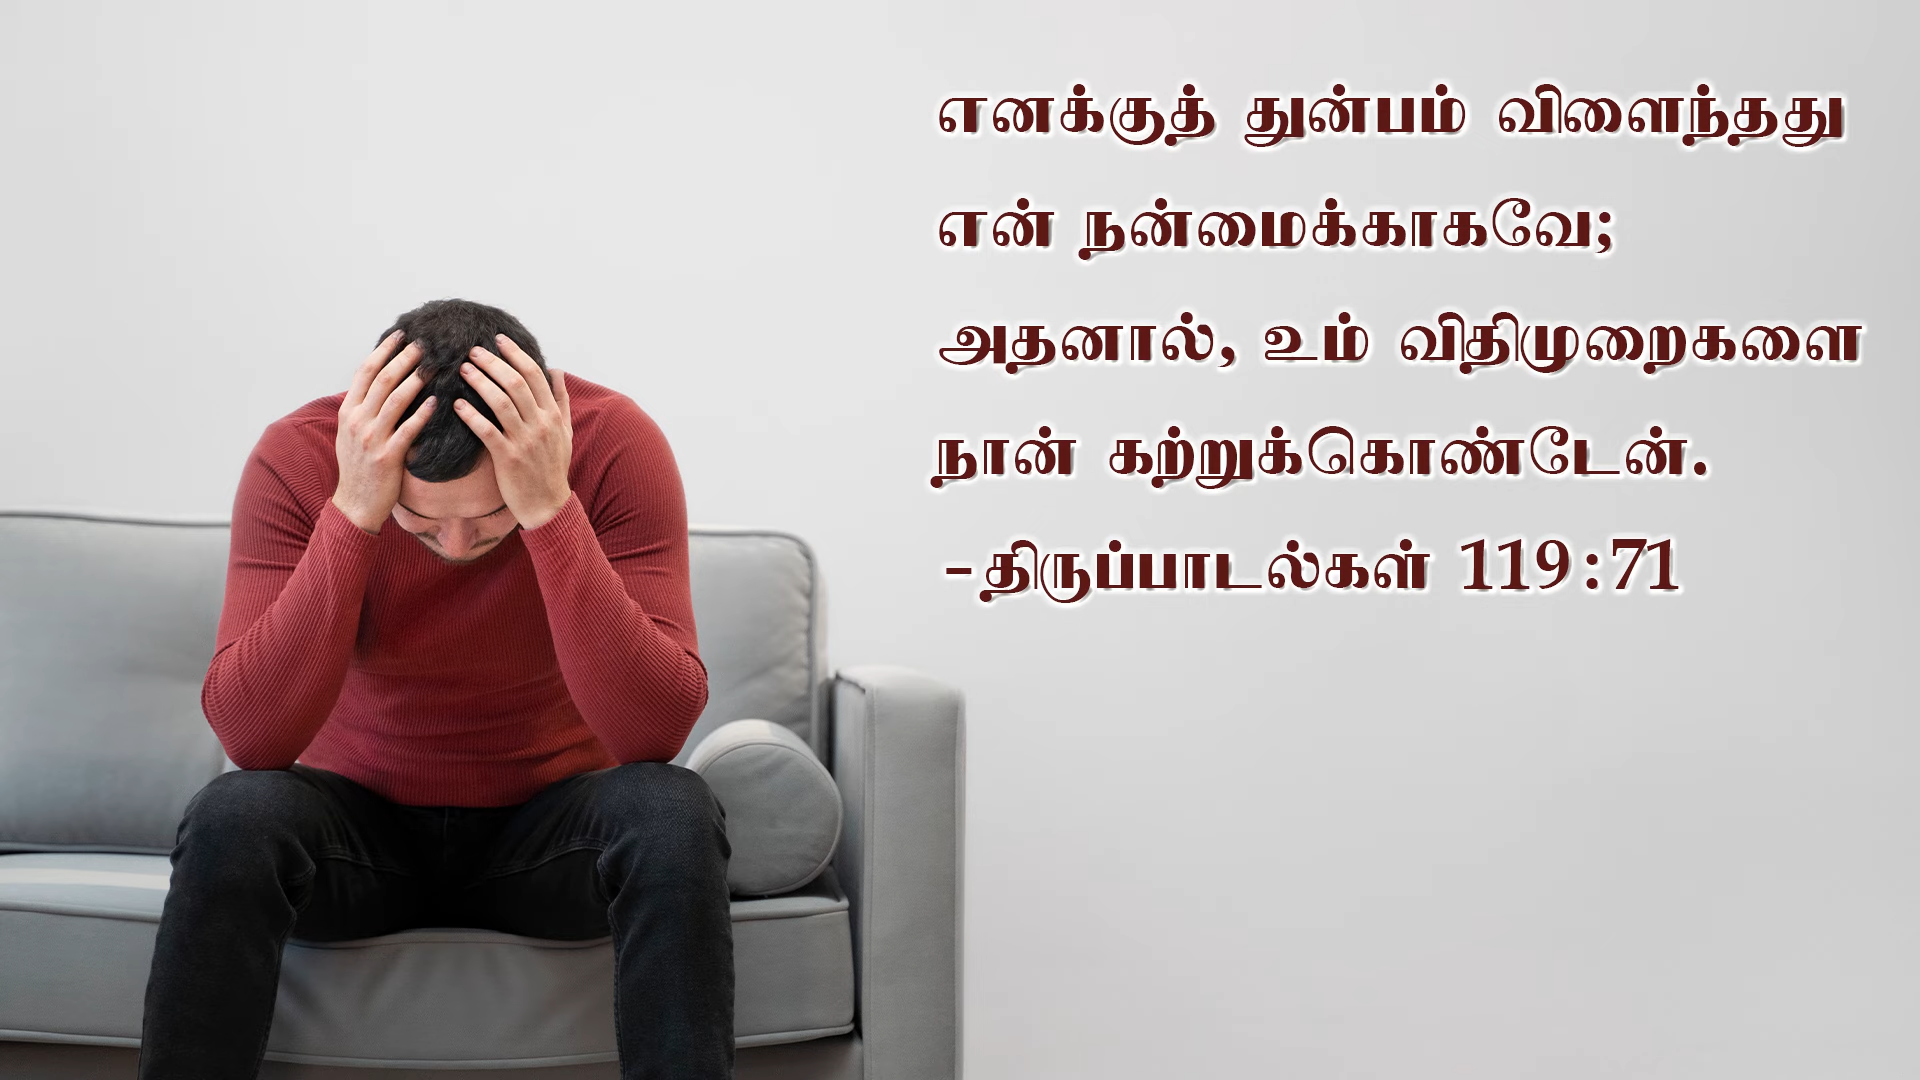 எனக்குத் துன்பம் விளைந்தது
என் நன்மைக்காகவே;
அதனால், உம் விதிமுறைகளை
நான் கற்றுக்கொண்டேன்.
-திருப்பாடல்கள் 119:71